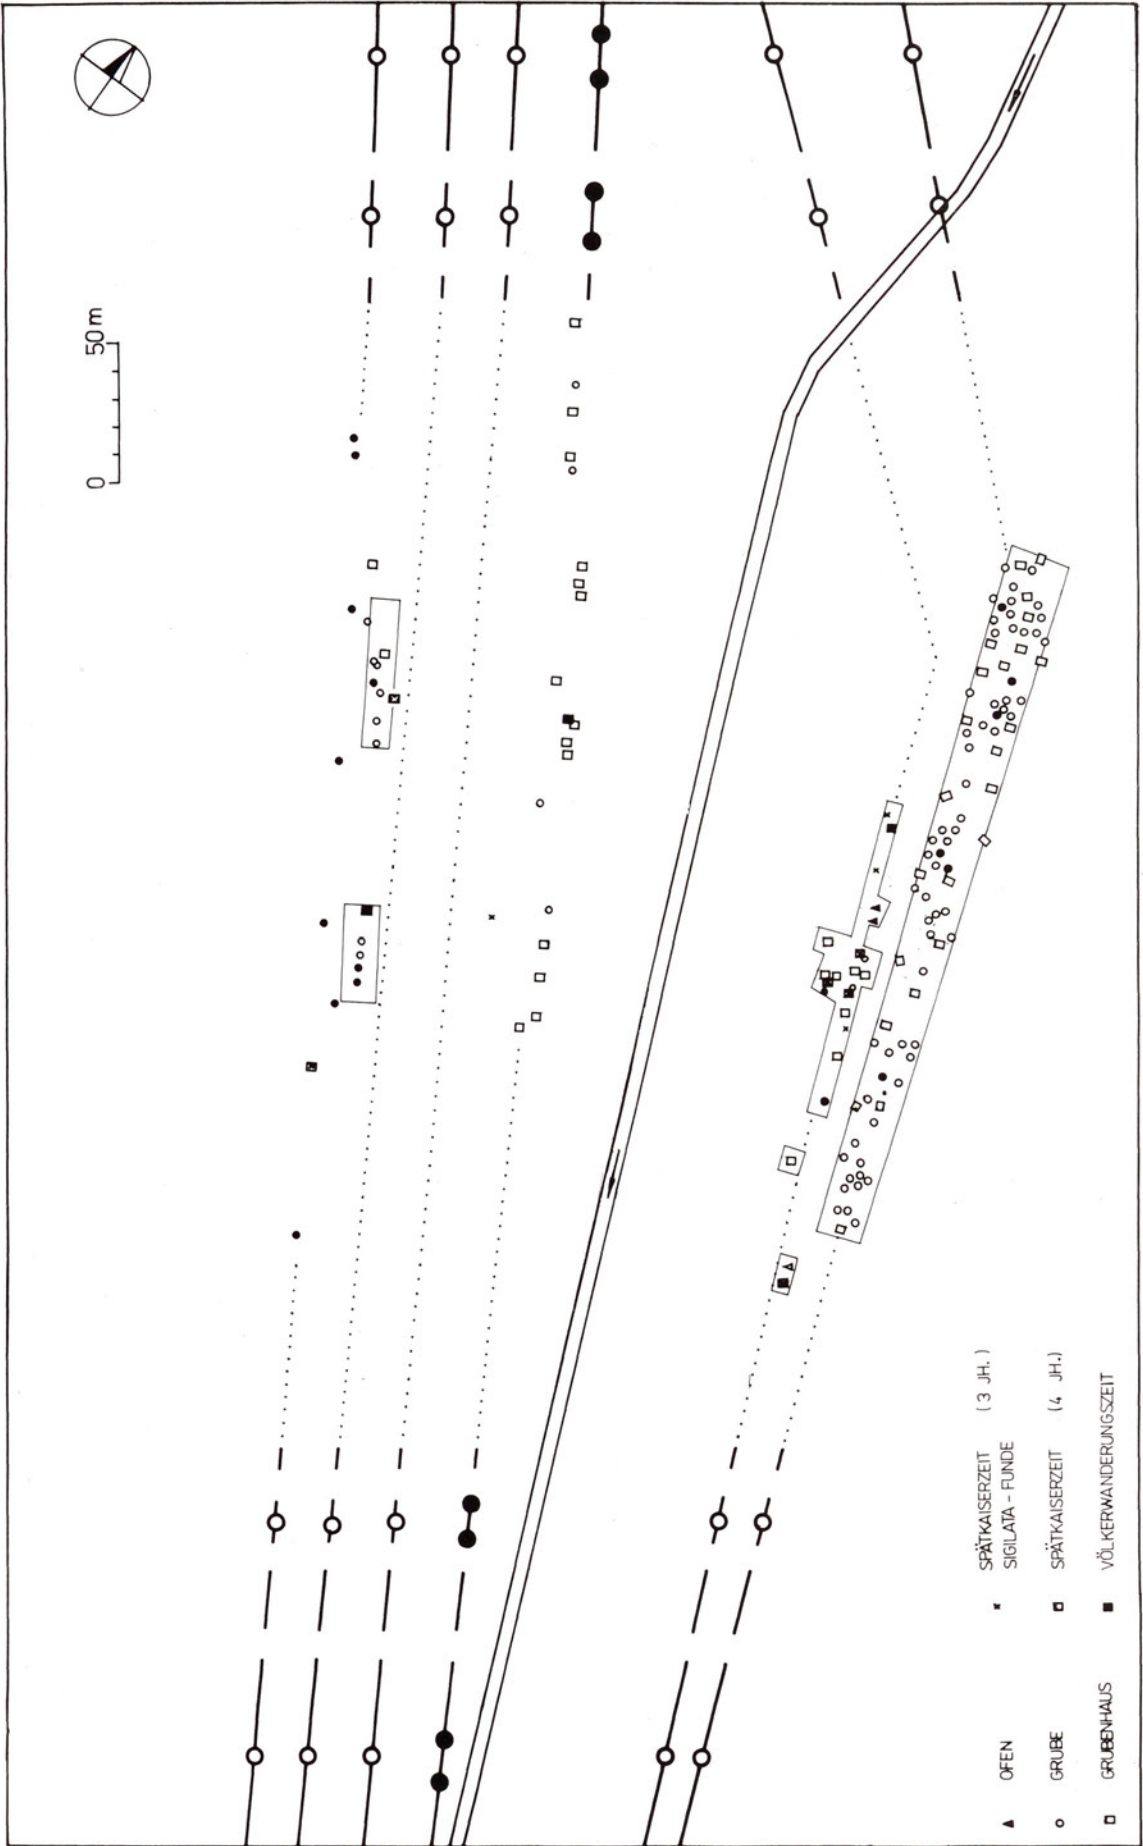 0 50 m
OFEN
GRUBE
GRUBENHAUS
SPÄTKAISERZEIT (3 JH.)
SIGILATA - FUNDE
SPÄTKAISERZEIT (4 JH.)
VÖLKERWANDERUNGSZEIT